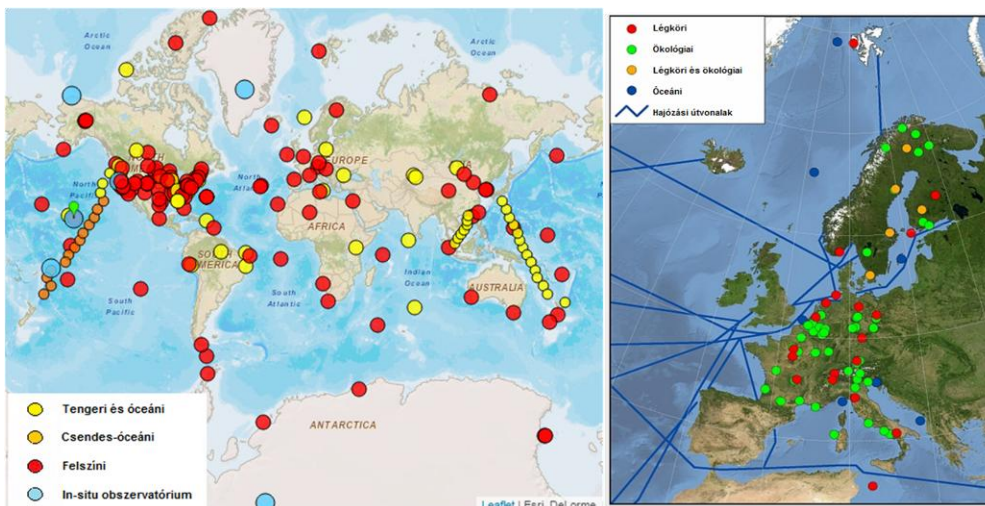 Arctic
Ocean
Arctic
Ocean
NORTH
North
Pacific
North
Atlantic
EUROPE
AFRICA
SOUTH
AMERICA
Indian
Ocean
South
Pacific
South
Atlantic
AUSTRALIA
ANTARCTICA
Tengeri és óceáni
Csendes-óceáni
Felszíni
In-situ obszervatórium
Leaflet | Esri, DeLorme
Légköri
Ökológiai
Légköri és ökológiai
Óceáni
Hajózási útvonalak